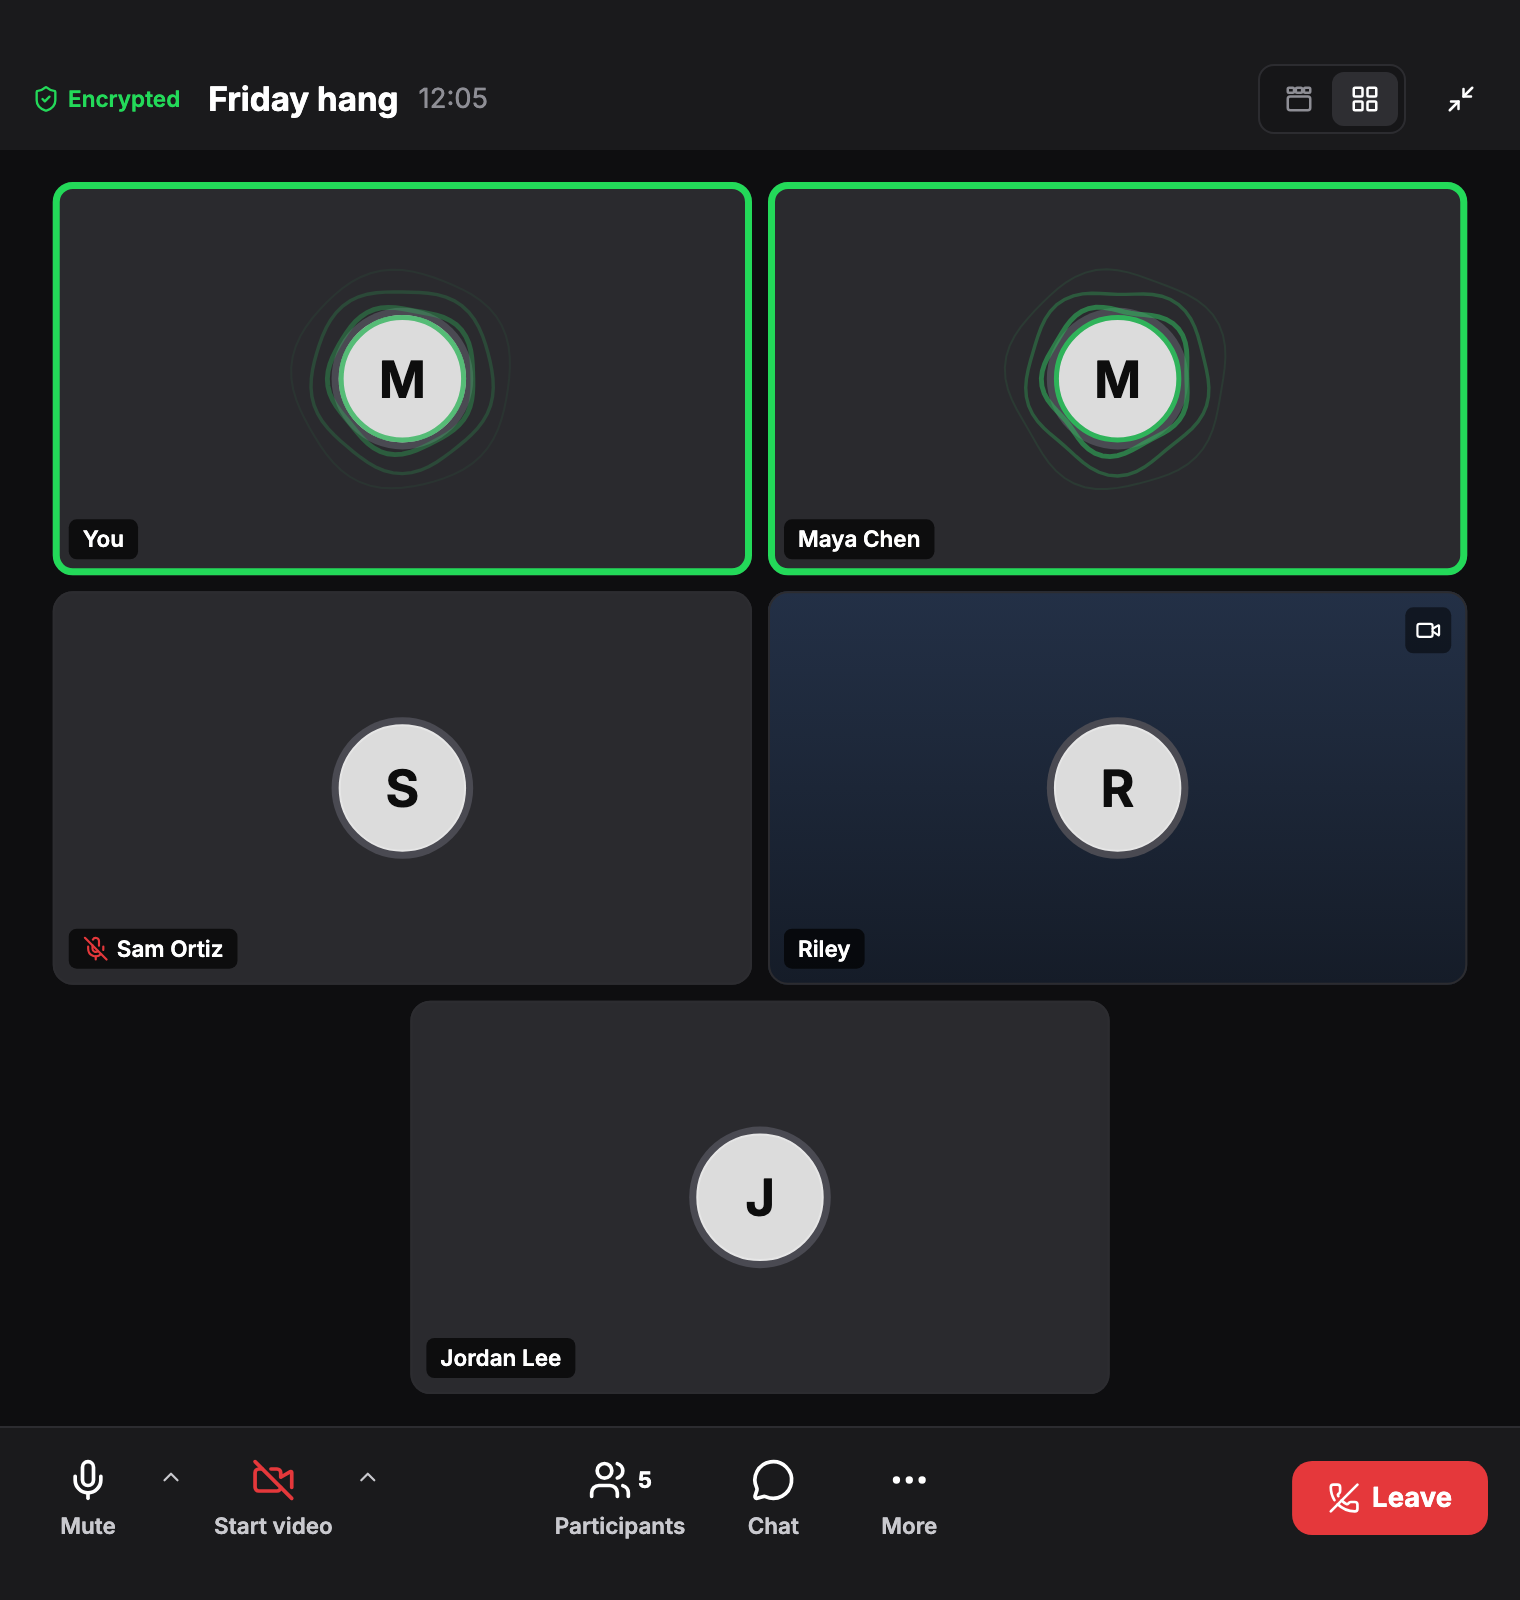 Encrypted Friday hang 12:05
M
You
M
Maya Chen
S
Sam Ortiz
R
Riley
J
Jordan Lee
Mute
Start video
5
Participants
Chat
More
Leave